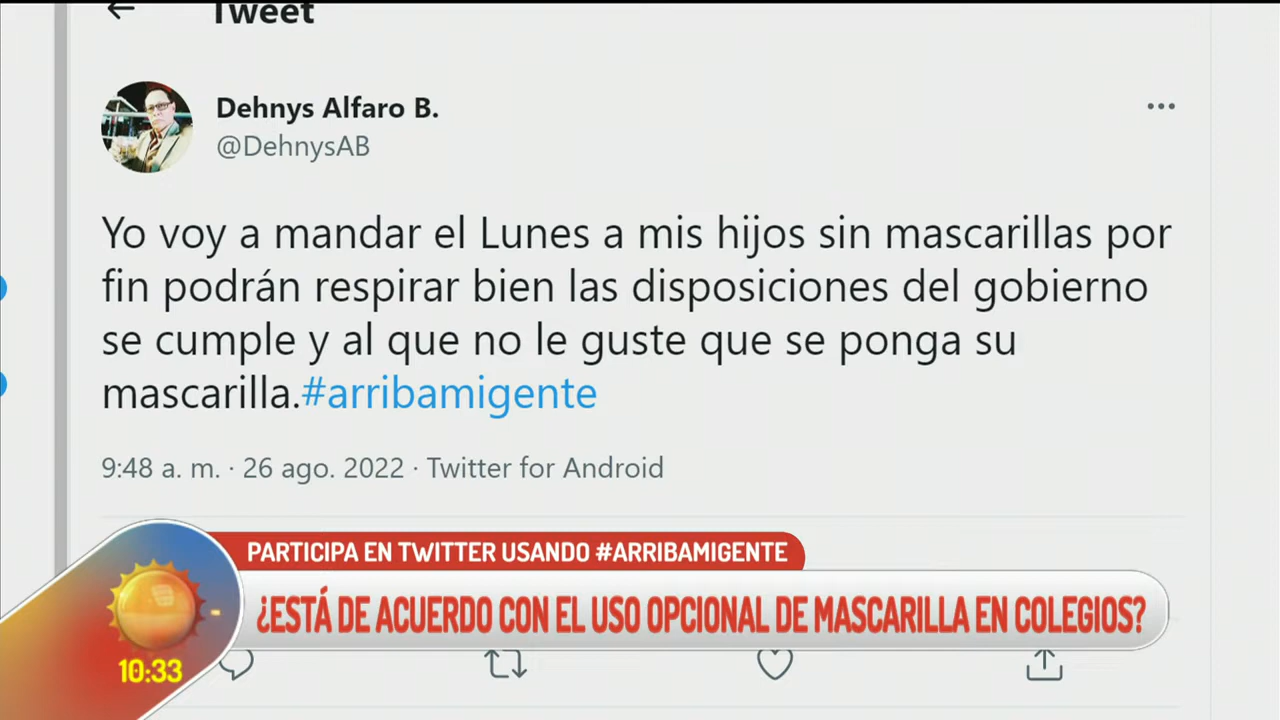 Tweet
Dehnys Alfaro B.
@DehnysAB
Yo voy a mandar el Lunes a mis hijos sin mascarillas por
fin podrán respirar bien las disposiciones del gobierno
se cumple y al que no le guste que se ponga su
mascarilla.#arribamigente
9:48 a. m. · 26 ago. 2022 · Twitter for Android
PARTICIPA EN TWITTER USANDO #ARRIBAMIGENTE
¿ESTÁ DE ACUERDO CON EL USO OPCIONAL DE MASCARILLA EN COLEGIOS?
10:33